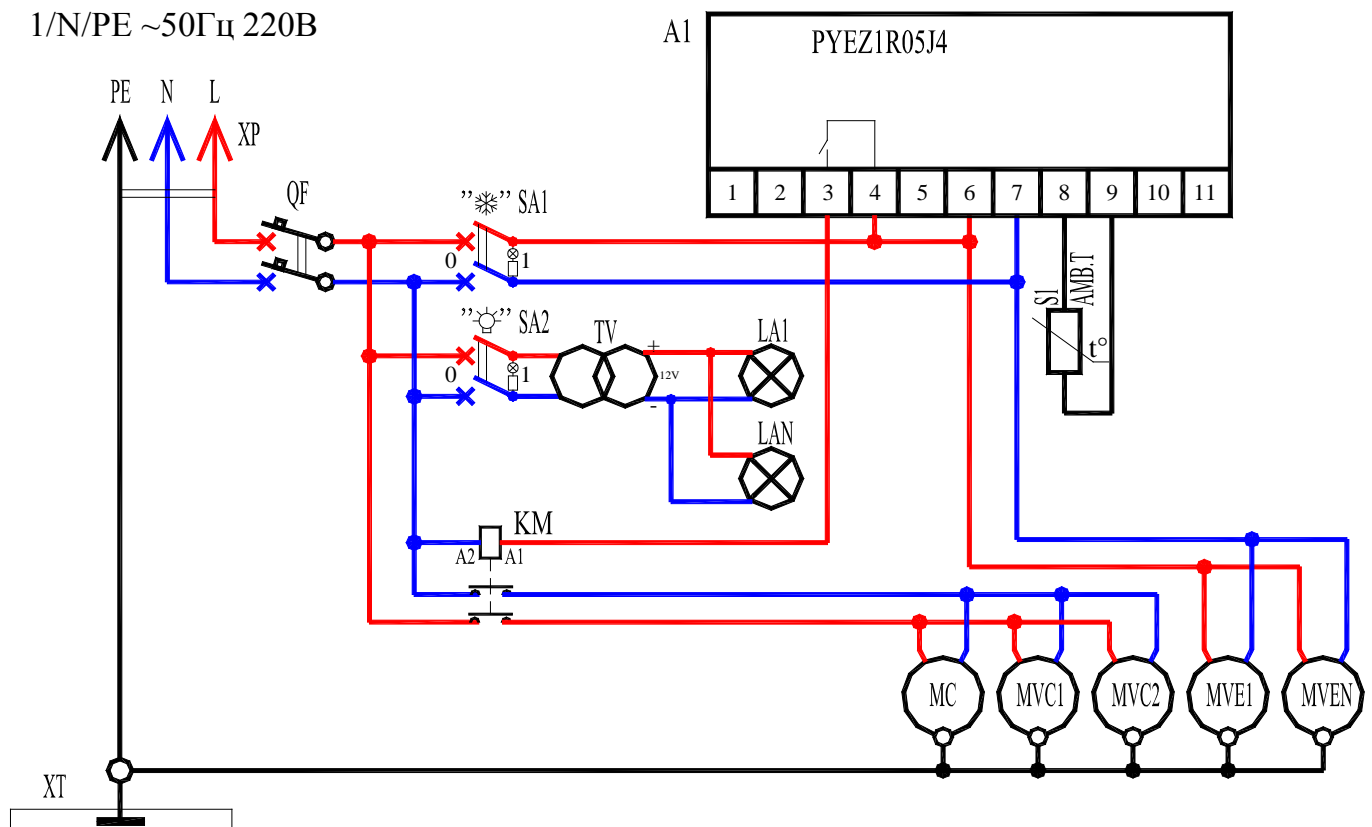 1/N/PE ~50Гц 220В
A1
PYEZ1R05J4
PE N L
XP
QF
1 2 3 4 5 6 7 8 9 10 11
"❄" SA1
0 1
S1
AMB.T
t°
"" SA2
0 1
TV
+
12V
-
LA1
LAN
KM
A2 A1
MC MVC1 MVC2 MVE1 MVEN
XT